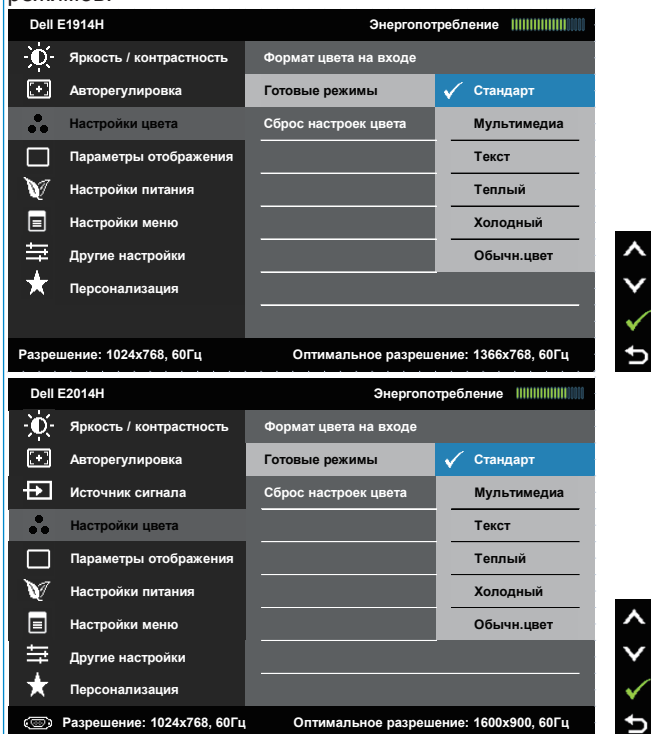 режимов.
Dell E1914H Энергопотребление
Яркость / контрастность Формат цвета на входе
Авторегулировка Готовые режимы Стандарт
Настройки цвета Сброс настроек цвета Мультимедиа
Параметры отображения Текст
Настройки питания Теплый
Настройки меню Холодный
Другие настройки Обычн.цвет
Персонализация
Разрешение: 1024x768, 60Гц Оптимальное разрешение: 1366x768, 60Гц
Dell E2014H Энергопотребление
Яркость / контрастность Формат цвета на входе
Авторегулировка Готовые режимы Стандарт
Источник сигнала Сброс настроек цвета Мультимедиа
Настройки цвета Текст
Параметры отображения Теплый
Настройки питания Холодный
Настройки меню Обычн.цвет
Другие настройки
Персонализация
Разрешение: 1024x768, 60Гц Оптимальное разрешение: 1600x900, 60Гц